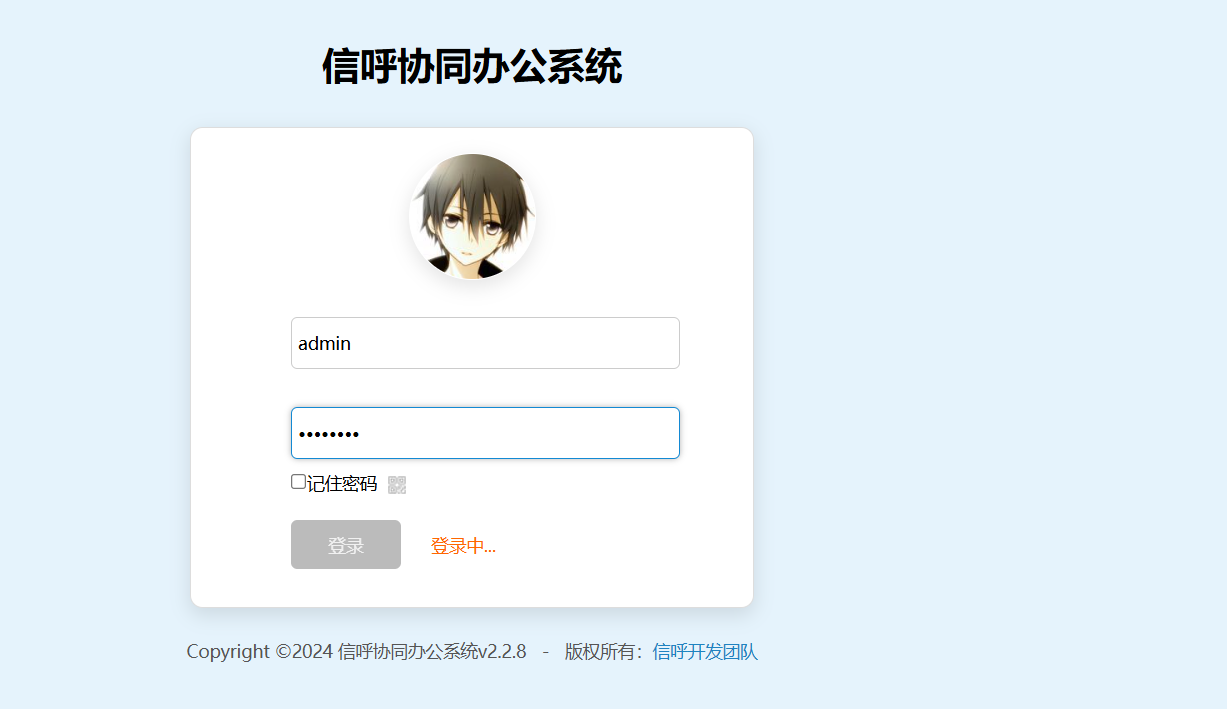 信呼协同办公系统
admin
••••••••
记住密码
登录 登录中...
Copyright ©2024 信呼协同办公系统v2.2.8 - 版权所有：信呼开发团队